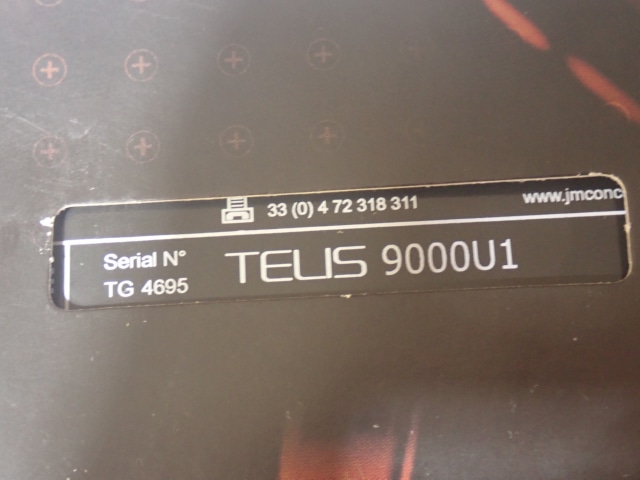 33 (0) 4 72 318 311
www.jmconc
Serial N°
TG 4695
TELIS 9000U1